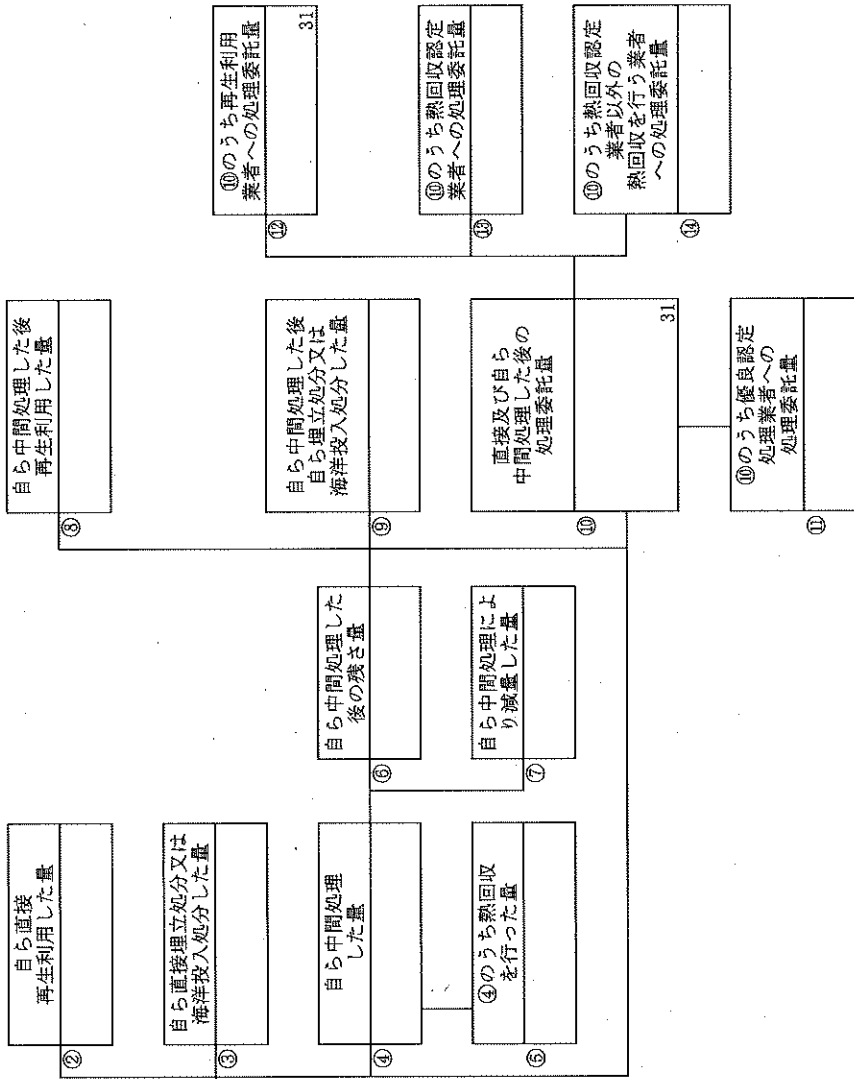 ②
自ら直接
再生利用した量
③
自ら直接埋立処分又は
海洋投入処分した量
④
自ら中間処理
した量
⑤
④のうち熱回収
を行った量
⑥
自ら中間処理した
後の残さ量
⑦
自ら中間処理によ
り減量した量
⑧
自ら中間処理した後
再生利用した量
⑨
自ら中間処理した後
自ら埋立処分又は
海洋投入処分した量
⑩
直接及び自ら
中間処理した後の
処理委託量
31
⑪
⑩のうち優良認定
処理業者への
処理委託量
⑫
⑩のうち再生利用
業者への処理委託量
31
⑬
⑩のうち熱回収認定
業者への処理委託量
⑭
⑩のうち熱回収認定
業者以外の
熱回収を行う業者
への処理委託量